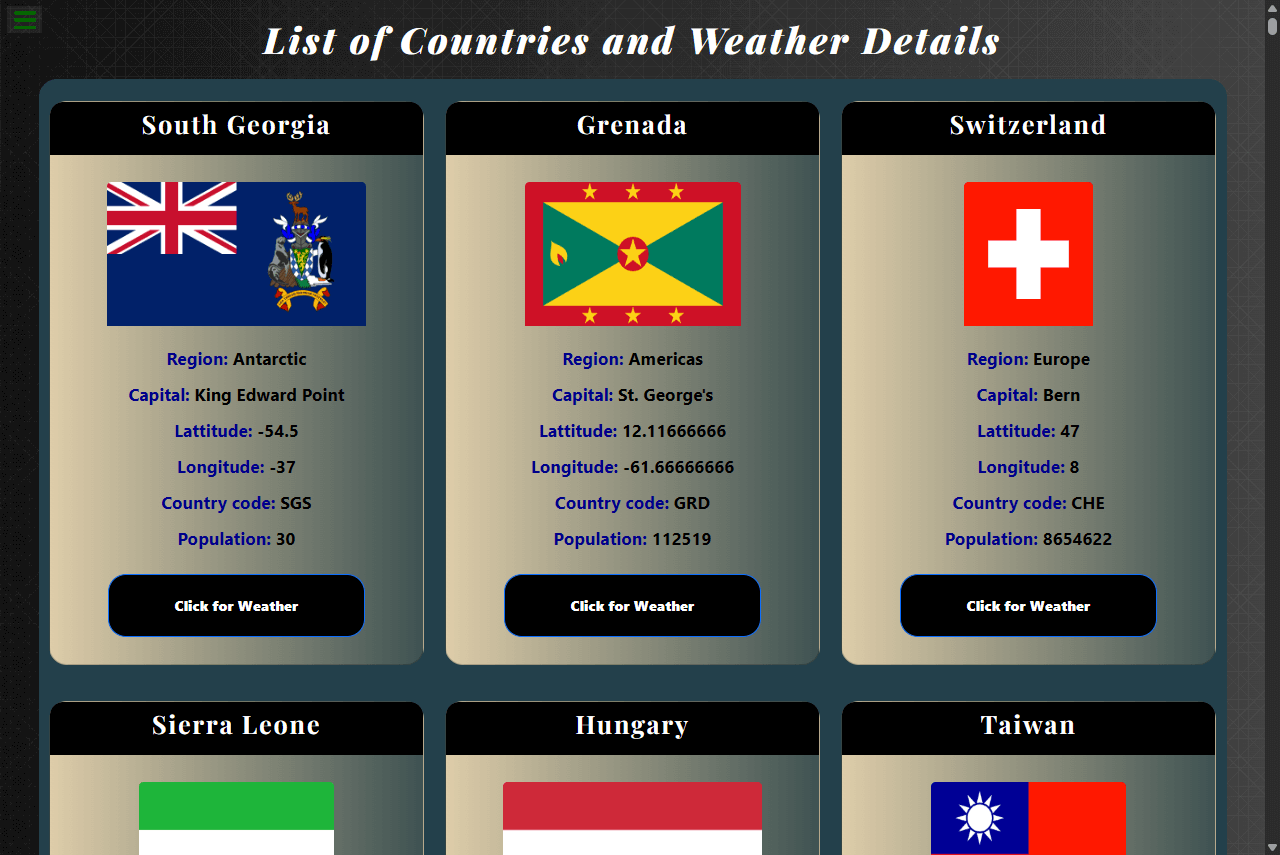 List of Countries and Weather Details
South Georgia
Region: Antarctic
Capital: King Edward Point
Lattitude: -54.5
Longitude: -37
Country code: SGS
Population: 30
Click for Weather
Grenada
Region: Americas
Capital: St. George's
Lattitude: 12.11666666
Longitude: -61.66666666
Country code: GRD
Population: 112519
Click for Weather
Switzerland
Region: Europe
Capital: Bern
Lattitude: 47
Longitude: 8
Country code: CHE
Population: 8654622
Click for Weather
Sierra Leone
Hungary
Taiwan